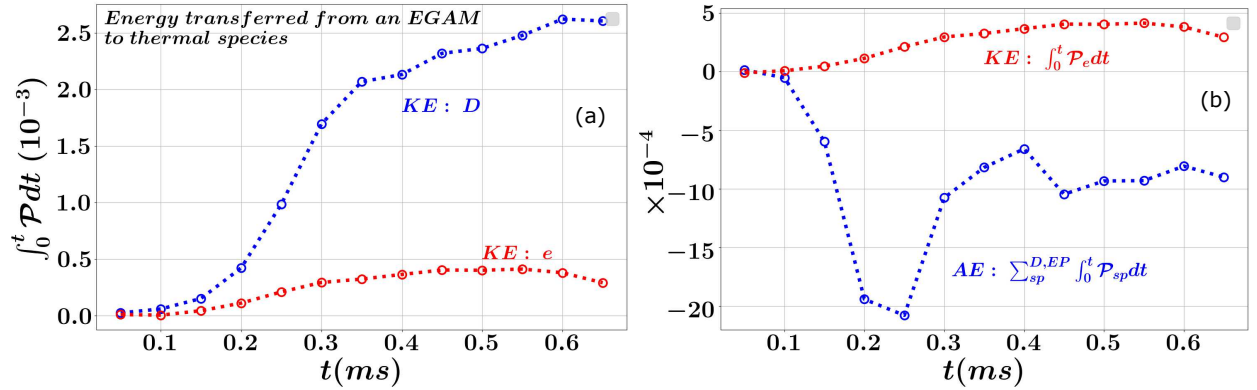 Energy transferred from an EGAM
to thermal species
(a)
KE : D
KE : e
∫₀ᵗ 𝒫dt (10⁻³)
2.5
2.0
1.5
1.0
0.5
0.0
0.1 0.2 0.3 0.4 0.5 0.6
t(ms)
KE : ∫₀ᵗ 𝒫ₑdt
(b)
AE : ∑ₛₚᴰ,ᴱᴾ ∫₀ᵗ 𝒫ₛₚdt
×10⁻⁴
5
0
−5
−10
−15
−20
0.1 0.2 0.3 0.4 0.5 0.6
t(ms)